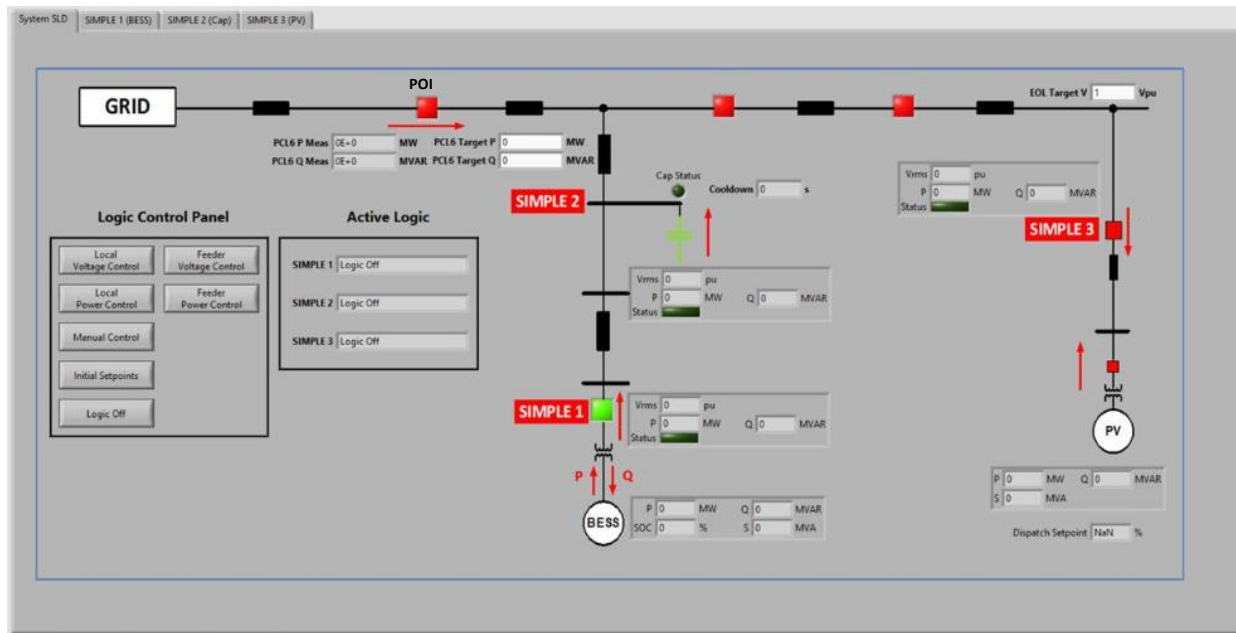 System SLD
SIMPLE 1 (BESS)
SIMPLE 2 (Cap)
SIMPLE 3 (PV)
GRID
POI
EOL Target V 1 Vpu
PCL6 P Meas 0E+0 MW PCL6 Target P 0 MW
PCL6 Q Meas 0E+0 MVAR PCL6 Target Q 0 MVAR
Cap Status
Cooldown 0 s
SIMPLE 2
Vrms 0 pu
P 0 MW Q 0 MVAR
Status
SIMPLE 3
Logic Control Panel
Local Voltage Control
Feeder Voltage Control
Local Power Control
Feeder Power Control
Manual Control
Initial Setpoints
Logic Off
Active Logic
SIMPLE 1 Logic Off
SIMPLE 2 Logic Off
SIMPLE 3 Logic Off
Vrms 0 pu
P 0 MW Q 0 MVAR
Status
SIMPLE 1
Vrms 0 pu
P 0 MW Q 0 MVAR
Status
P Q
BESS
P 0 MW Q 0 MVAR
SOC 0 % S 0 MVA
PV
P 0 MW Q 0 MVAR
S 0 MVA
Dispatch Setpoint NaN %